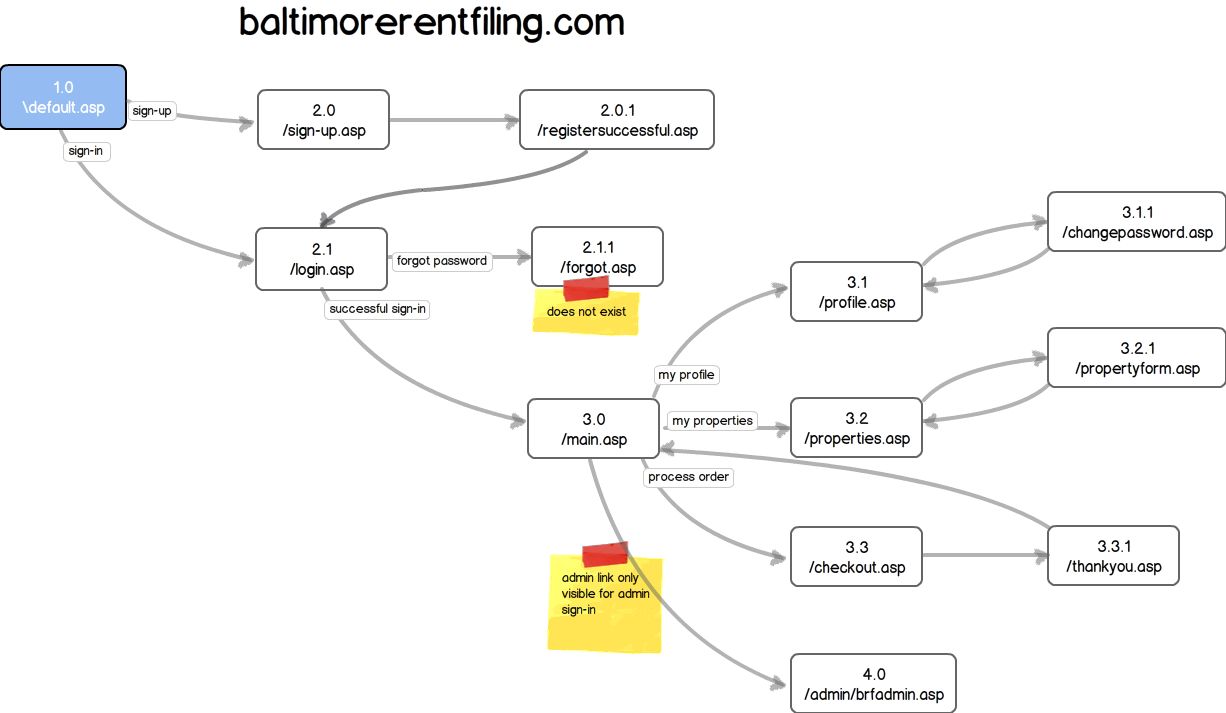 baltimorerentfiling.com
1.0
\default.asp
sign-up
2.0
/sign-up.asp
2.0.1
/registersuccessful.asp
sign-in
2.1
/login.asp
forgot password
2.1.1
/forgot.asp
does not exist
successful sign-in
3.1
/profile.asp
3.1.1
/changepassword.asp
my profile
3.0
/main.asp
my properties
3.2
/properties.asp
3.2.1
/propertyform.asp
process order
3.3
/checkout.asp
3.3.1
/thankyou.asp
admin link only
visible for admin
sign-in
4.0
/admin/brfadmin.asp